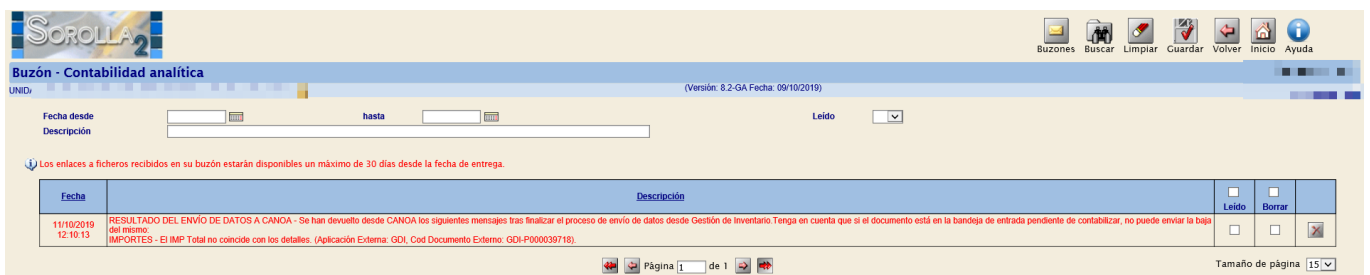 SOROLLA2
Buzones Buscar Limpiar Guardar Volver Inicio Ayuda
Buzón - Contabilidad analítica
(Versión: 8.2-GA Fecha: 09/10/2019)
Fecha desde hasta Leído
Descripción
Los enlaces a ficheros recibidos en su buzón estarán disponibles un máximo de 30 días desde la fecha de entrega.
Fecha Descripción Leído Borrar
11/10/2019 12:10:13
RESULTADO DEL ENVÍO DE DATOS A CANOA - Se han devuelto desde CANOA los siguientes mensajes tras finalizar el proceso de envío de datos desde Gestión de Inventario.Tenga en cuenta que si el documento está en la bandeja de entrada pendiente de contabilizar, no puede enviar la baja
del mismo:
IMPORTES - El IMP Total no coincide con los detalles. (Aplicación Externa: GDI, Cod Documento Externo: GDI-P000039718).
Página 1 de 1 Tamaño de página 15